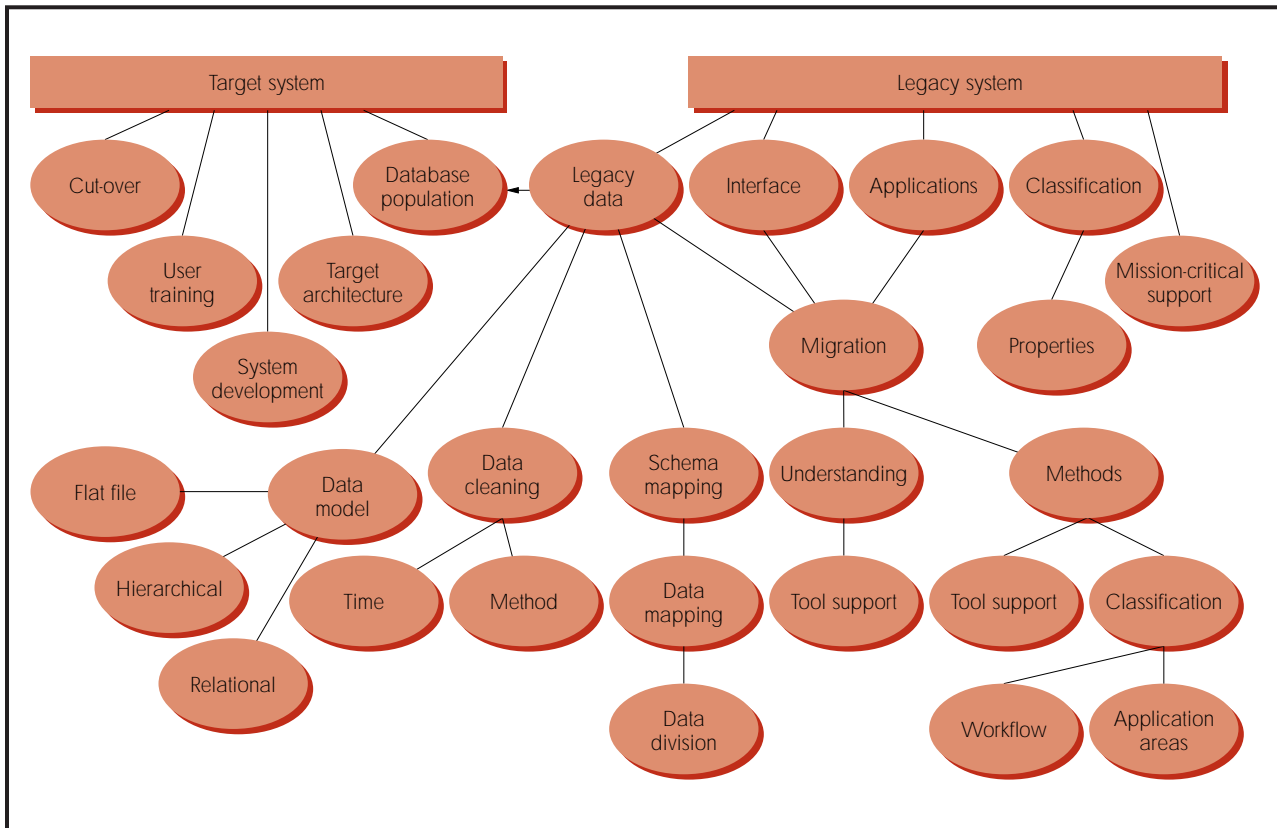 Target system
Legacy system
Cut-over
Database
population
Legacy
data
Interface
Applications
Classification
User
training
Target
architecture
Mission-critical
support
System
development
Migration
Properties
Flat file
Data
model
Data
cleaning
Schema
mapping
Understanding
Methods
Hierarchical
Time
Method
Data
mapping
Tool support
Tool support
Classification
Relational
Data
division
Workflow
Application
areas